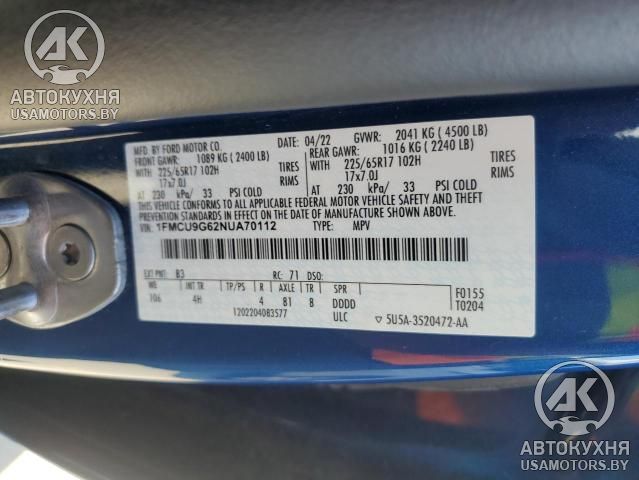 АК
АВТОКУХНЯ
USAMOTORS.BY
MFD. BY FORD MOTOR CO. DATE: 04/22 GVWR: 2041 KG ( 4500 LB)
FRONT GAWR: 1089 KG ( 2400 LB) REAR GAWR: 1016 KG ( 2240 LB)
WITH 225/65R17 102H TIRES WITH 225/65R17 102H TIRES
17x7.0J RIMS 17x7.0J RIMS
AT 230 kPa/ 33 PSI COLD AT 230 kPa/ 33 PSI COLD
THIS VEHICLE CONFORMS TO ALL APPLICABLE FEDERAL MOTOR VEHICLE SAFETY AND THEFT PREVENTION
STANDARDS IN EFFECT ON THE DATE OF MANUFACTURE SHOWN ABOVE.
VIN: 1FMCU9G62NUA70112 TYPE: MPV
EXT PNT: B3 RC: 71 DSO:
WB INT TR TP/PS R AXLE TR SPR F0155
106 4H 4 81 8 DDDD T0204
1202204083577 ULC ▽ 5U5A-3520472-AA
АК
АВТОКУХНЯ
USAMOTORS.BY